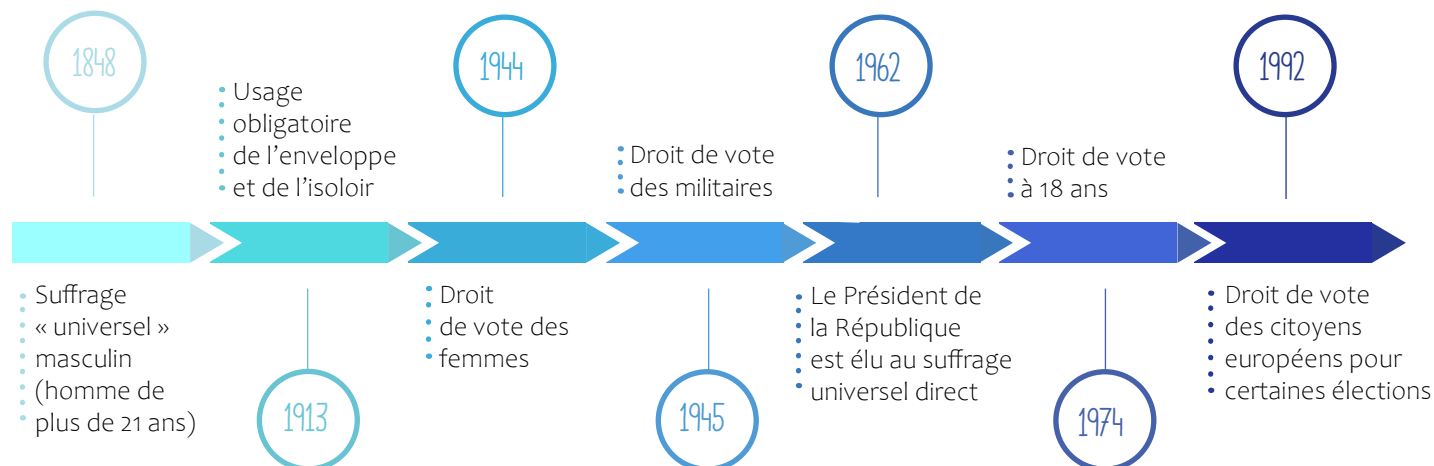 1848
Suffrage
« universel »
masculin
(homme de
plus de 21 ans)
Usage
obligatoire
de l'enveloppe
et de l'isoloir
1913
1944
Droit
de vote des
femmes
Droit de vote
des militaires
1945
1962
Le Président de
la République
est élu au suffrage
universel direct
Droit de vote
à 18 ans
1974
1992
Droit de vote
des citoyens
européens pour
certaines élections